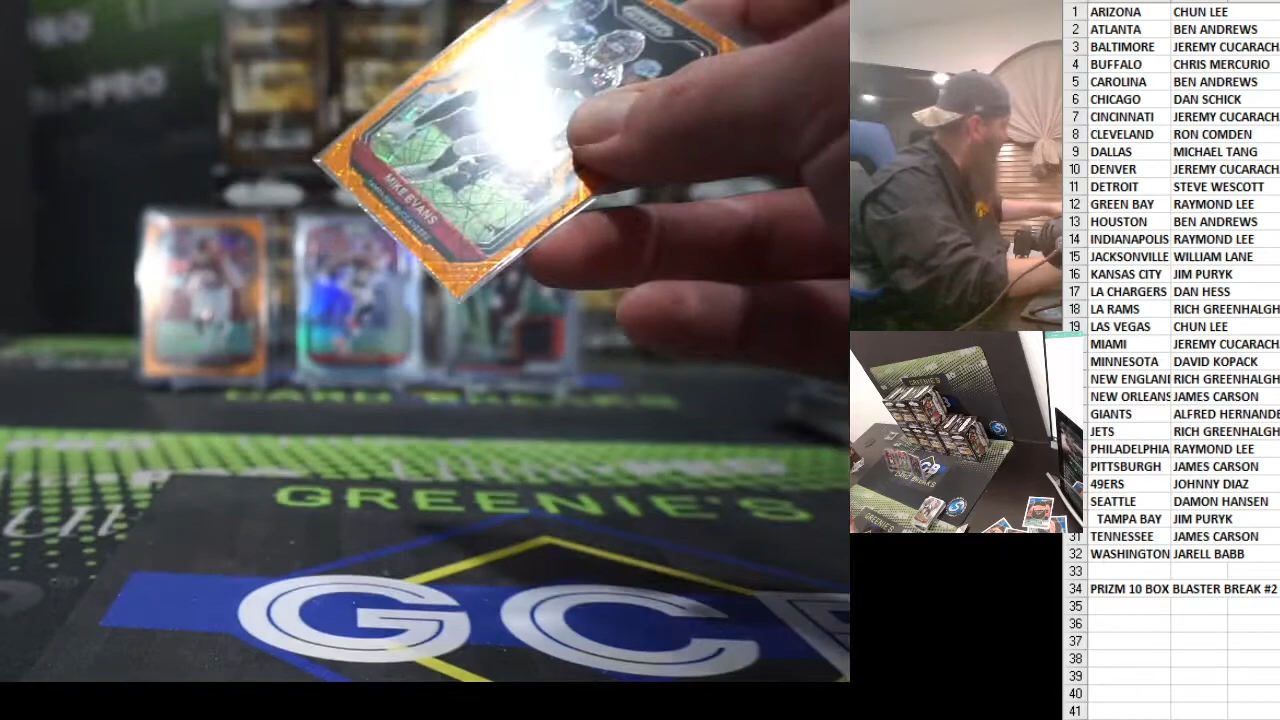 PRO
MIKE EVANS
CARD BREAKS
GREENIE'S
GC
GREENIE'S
CARD BREAKS
1 ARIZONA CHUN LEE
2 ATLANTA BEN ANDREWS
3 BALTIMORE JEREMY CUCARACH
4 BUFFALO CHRIS MERCURIO
5 CAROLINA BEN ANDREWS
6 CHICAGO DAN SCHICK
7 CINCINNATI JEREMY CUCARACH
8 CLEVELAND RON COMDEN
9 DALLAS MICHAEL TANG
10 DENVER JEREMY CUCARACH
11 DETROIT STEVE WESCOTT
12 GREEN BAY RAYMOND LEE
13 HOUSTON BEN ANDREWS
14 INDIANAPOLIS RAYMOND LEE
15 JACKSONVILLE WILLIAM LANE
16 KANSAS CITY JIM PURYK
17 LA CHARGERS DAN HESS
18 LA RAMS RICH GREENHALGH
19 LAS VEGAS CHUN LEE
MIAMI JEREMY CUCARACH
MINNESOTA DAVID KOPACK
NEW ENGLAND RICH GREENHALGH
NEW ORLEANS JAMES CARSON
GIANTS ALFRED HERNANDE
JETS RICH GREENHALGH
PHILADELPHIA RAYMOND LEE
PITTSBURGH JAMES CARSON
49ERS JOHNNY DIAZ
SEATTLE DAMON HANSEN
TAMPA BAY JIM PURYK
31 TENNESSEE JAMES CARSON
32 WASHINGTON JARELL BABB
33
34 PRIZM 10 BOX BLASTER BREAK #2
35
36
37
38
39
40
41